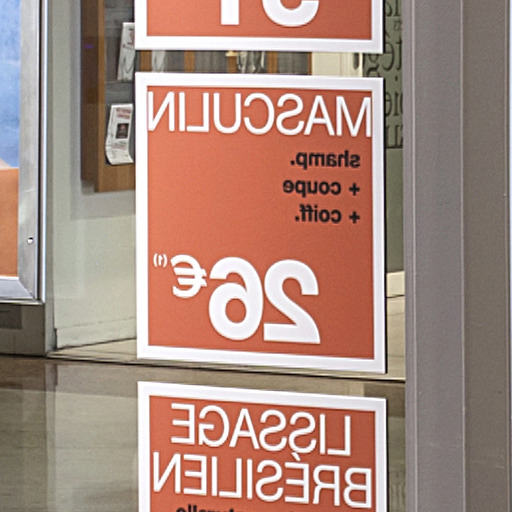 MASCULIN
shamp.
+ coupe
+ coiff.
26€(1)
LISSAGE
BRÉSILIEN